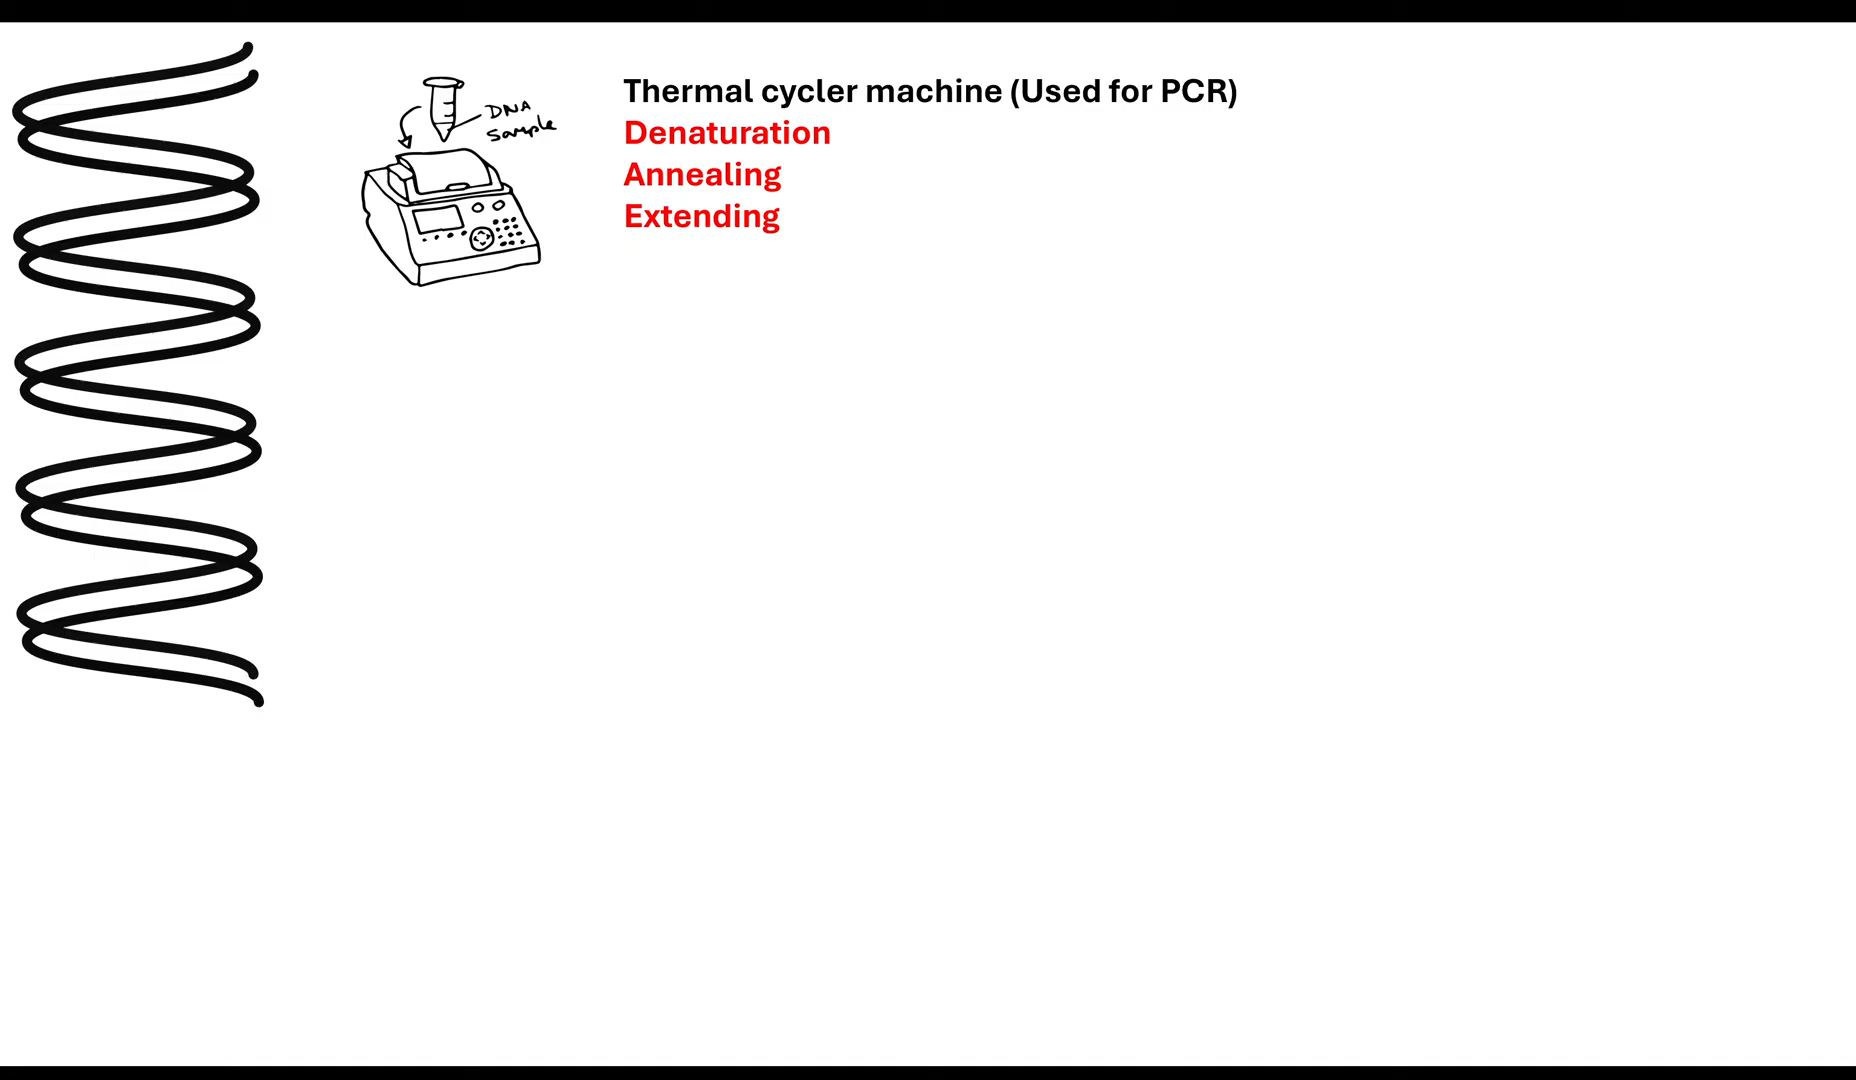 Thermal cycler machine (Used for PCR)
DNA
sample
Denaturation
Annealing
Extending